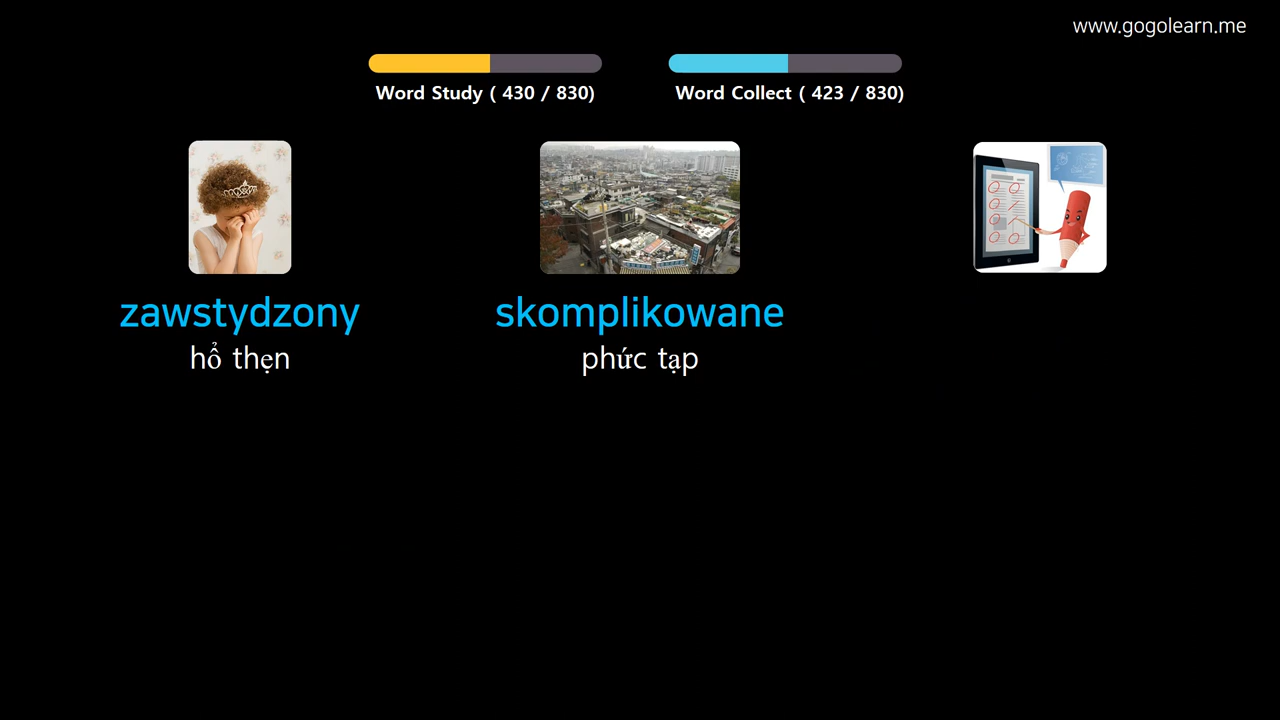 www.gogolearn.me
Word Study ( 430 / 830)
Word Collect ( 423 / 830)
zawstydzony
hổ thẹn
skomplikowane
phức tạp